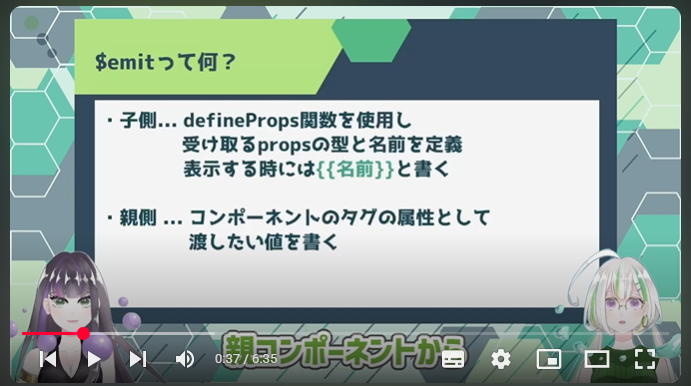 $emitって何？
・子側... defineProps関数を使用し
受け取るpropsの型と名前を定義
表示する時には{{名前}}と書く
・親側 ... コンポーネントのタグの属性として
渡したい値を書く
親コンポーネントから
0:37 / 6:35